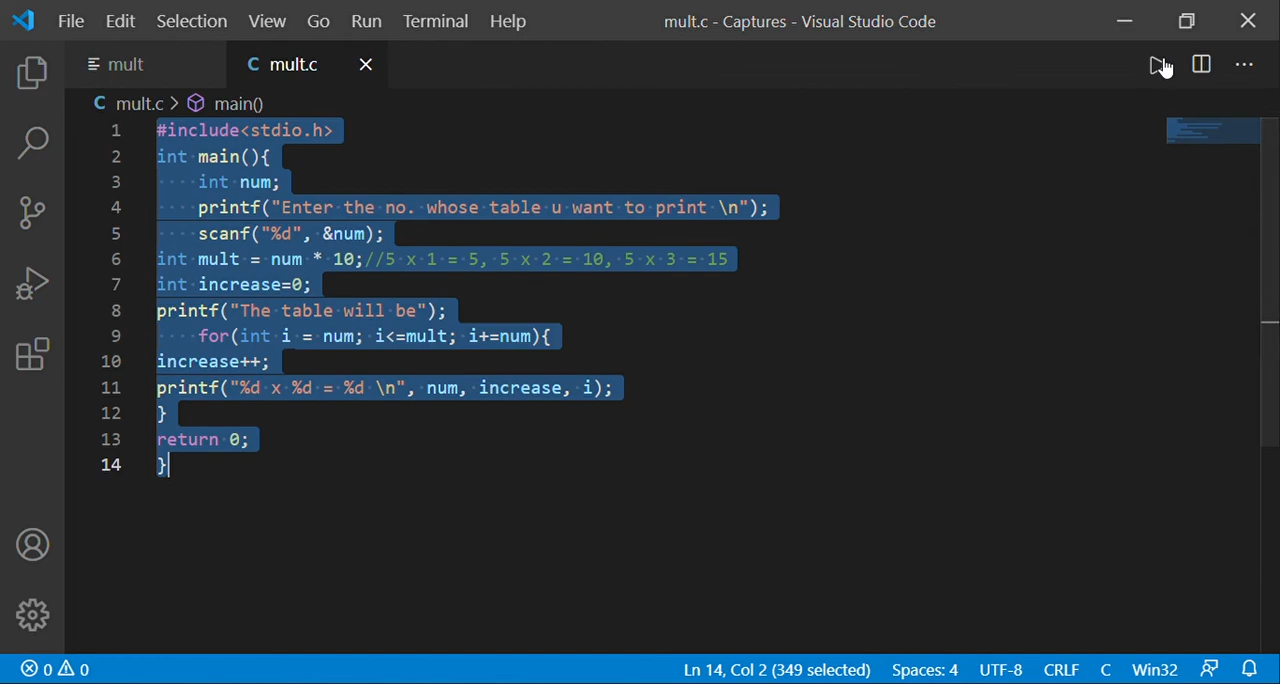 File Edit Selection View Go Run Terminal Help mult.c - Captures - Visual Studio Code
mult C mult.c
C mult.c > main()
1 #include<stdio.h>
2 int main(){
3     int num;
4     printf("Enter the no. whose table u want to print \n");
5     scanf("%d", &num);
6 int mult = num * 10;//5 x 1 = 5, 5 x 2 = 10, 5 x 3 = 15
7 int increase=0;
8 printf("The table will be");
9     for(int i = num; i<=mult; i+=num){
10 increase++;
11 printf("%d x %d = %d \n", num, increase, i);
12 }
13 return 0;
14 }
0 0 Ln 14, Col 2 (349 selected) Spaces: 4 UTF-8 CRLF C Win32